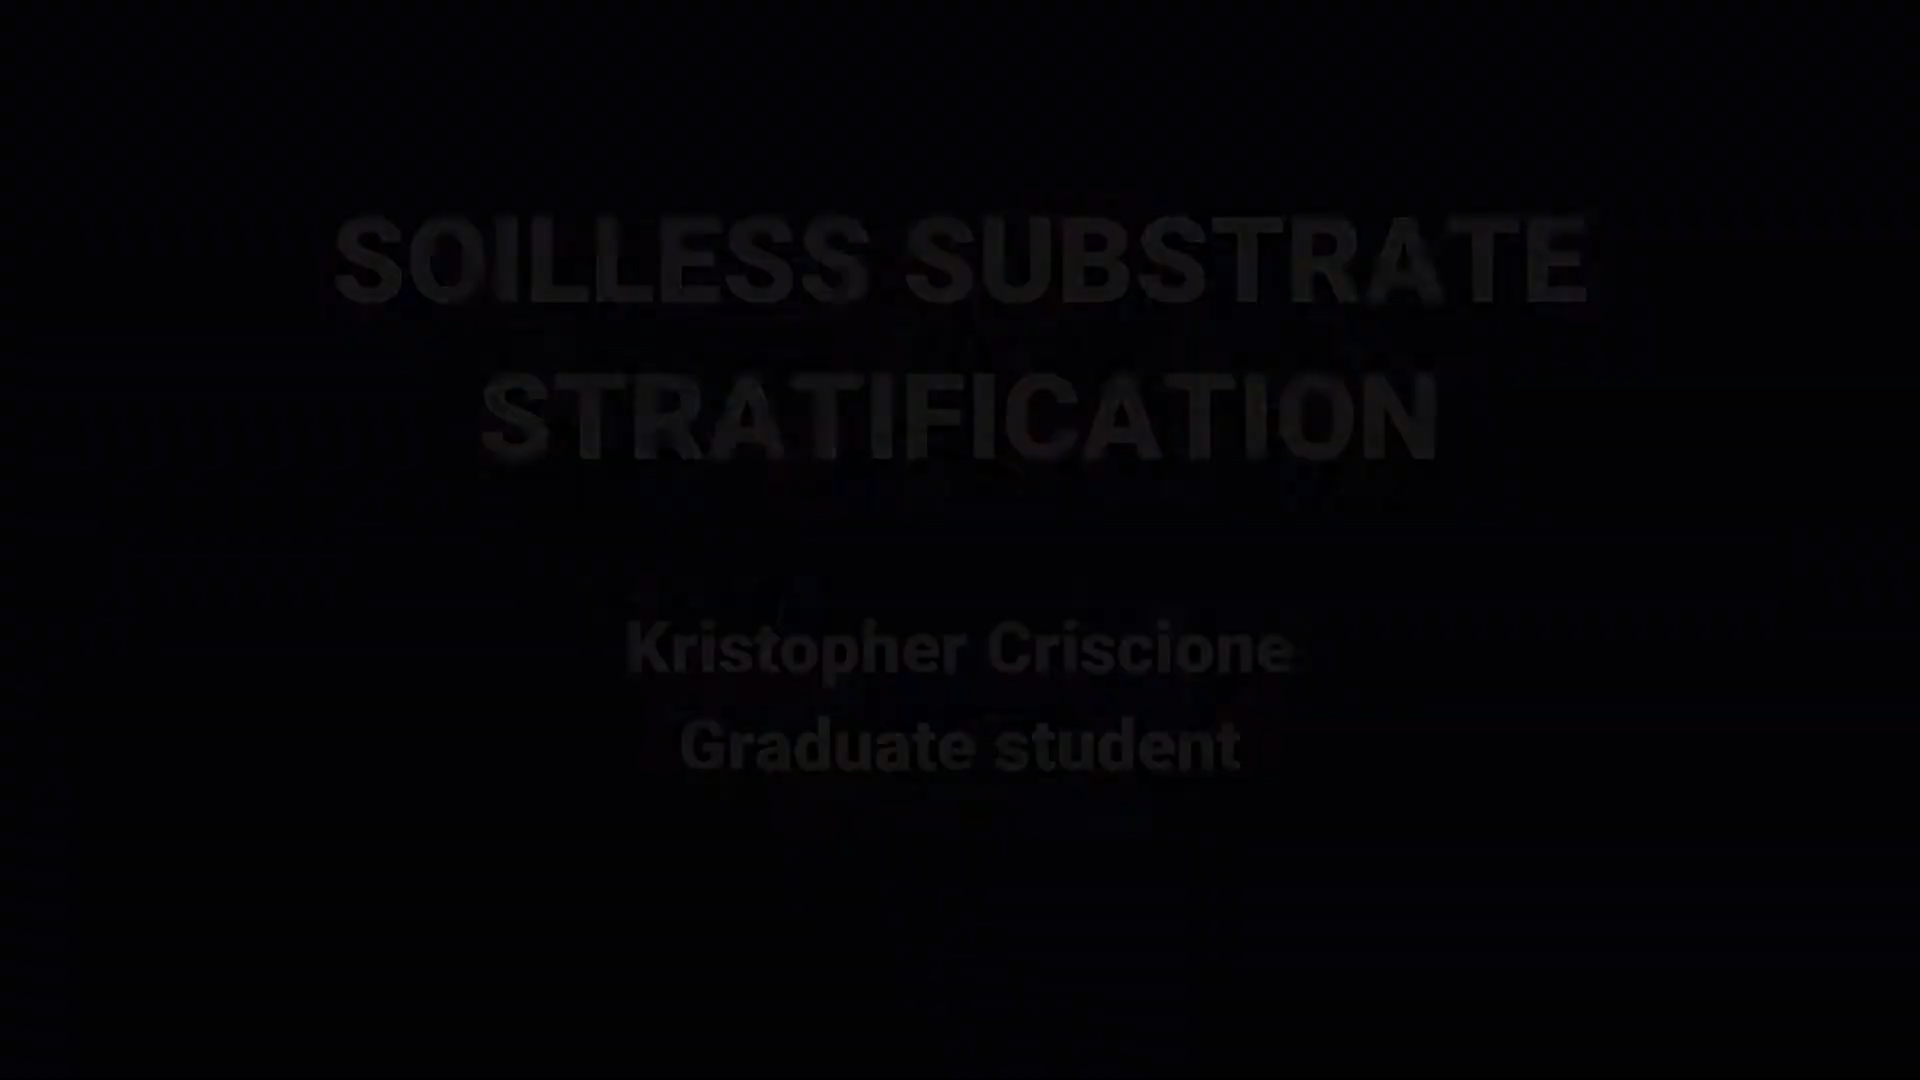 SOILLESS SUBSTRATE
STRATIFICATION
Kristopher Criscione
Graduate student